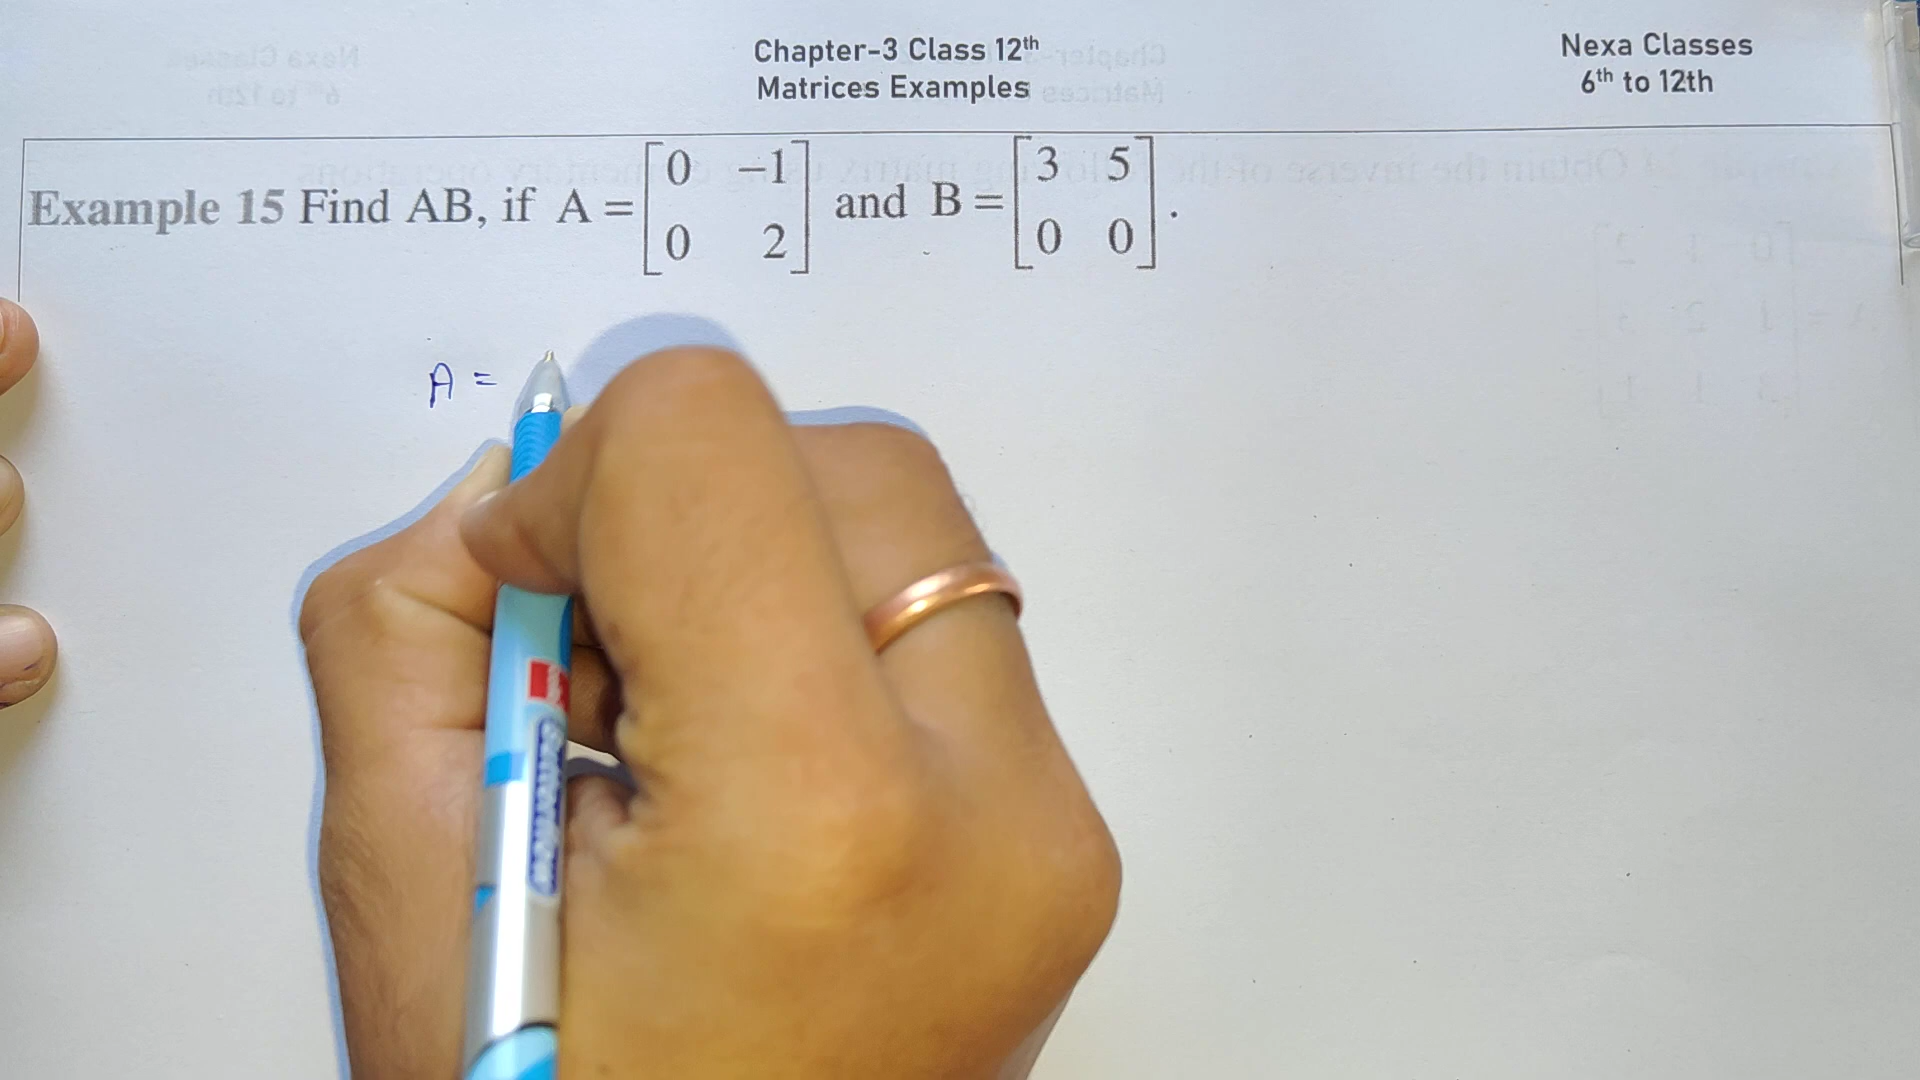 Chapter-3 Class 12th
Matrices Examples
Nexa Classes
6th to 12th
Example 15 Find AB, if A = [0 −1; 0 2] and B = [3 5; 0 0].
A =